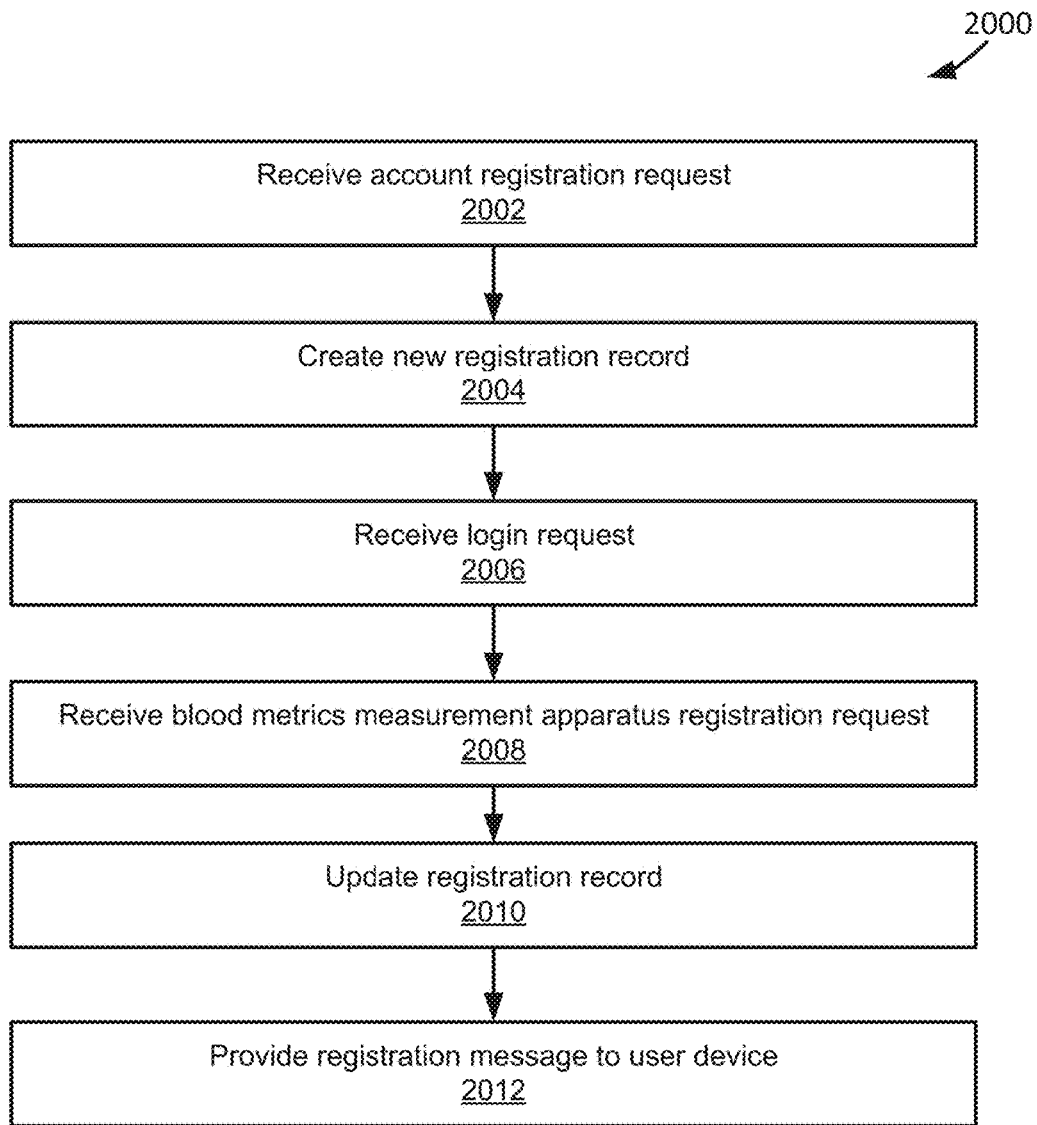 2000
Receive account registration request
2002
Create new registration record
2004
Receive login request
2006
Receive blood metrics measurement apparatus registration request
2008
Update registration record
2010
Provide registration message to user device
2012